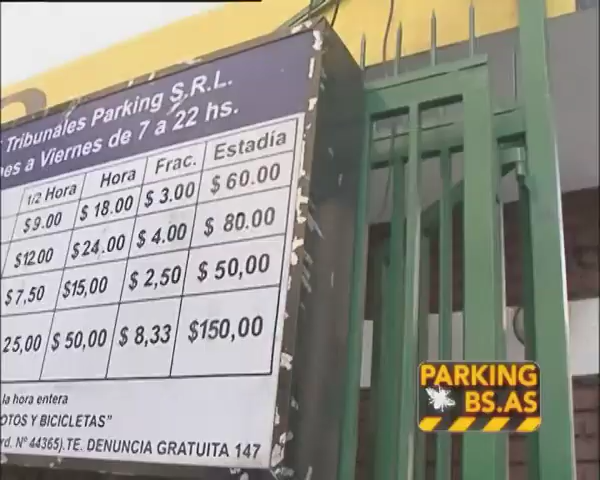 PARKING
BS.AS
Tribunales Parking S.R.L.
es a Viernes de 7 a 22 hs.
1/2 Hora Hora Frac. Estadía
$9.00 $18.00 $3.00 $60.00
$12.00 $24.00 $4.00 $80.00
$7,50 $15,00 $2,50 $50,00
25,00 $50,00 $8,33 $150,00
la hora entera
OTOS Y BICICLETAS"
rd. Nº 44365).TE. DENUNCIA GRATUITA 147